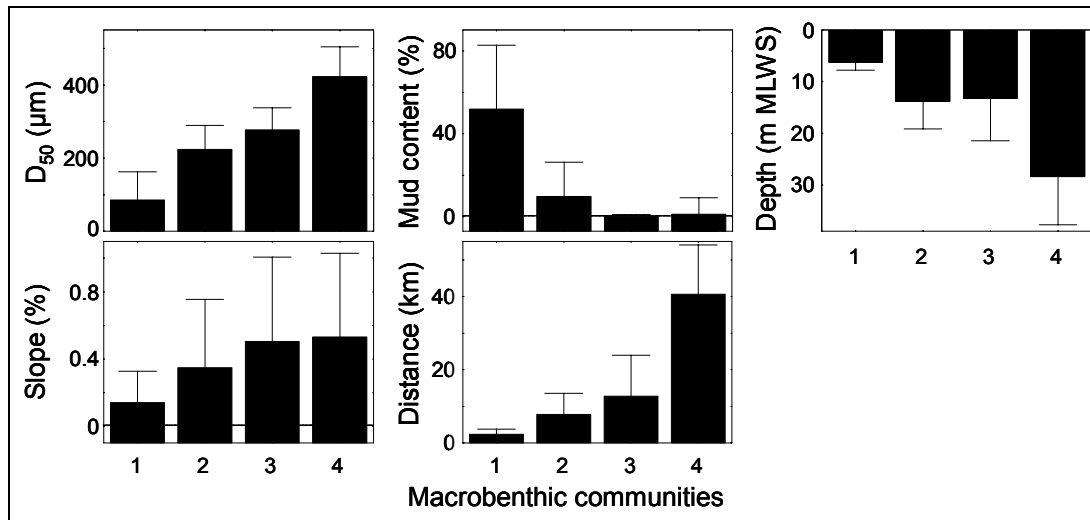 D50 (µm)
400
200
0
Mud content (%)
80
40
0
Depth (m MLWS)
0
10
20
30
1 2 3 4
Slope (%)
0.8
0.4
0
1 2 3 4
Distance (km)
40
20
0
1 2 3 4
Macrobenthic communities